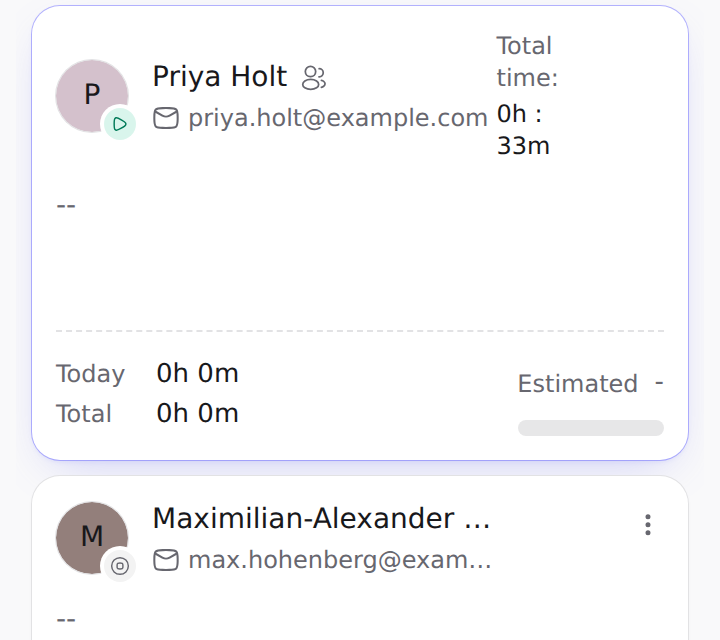 P
Priya Holt
priya.holt@example.com
Total
time:
0h :
33m
--
Today 0h 0m
Total 0h 0m
Estimated -
M
Maximilian-Alexander ...
max.hohenberg@exam...
--